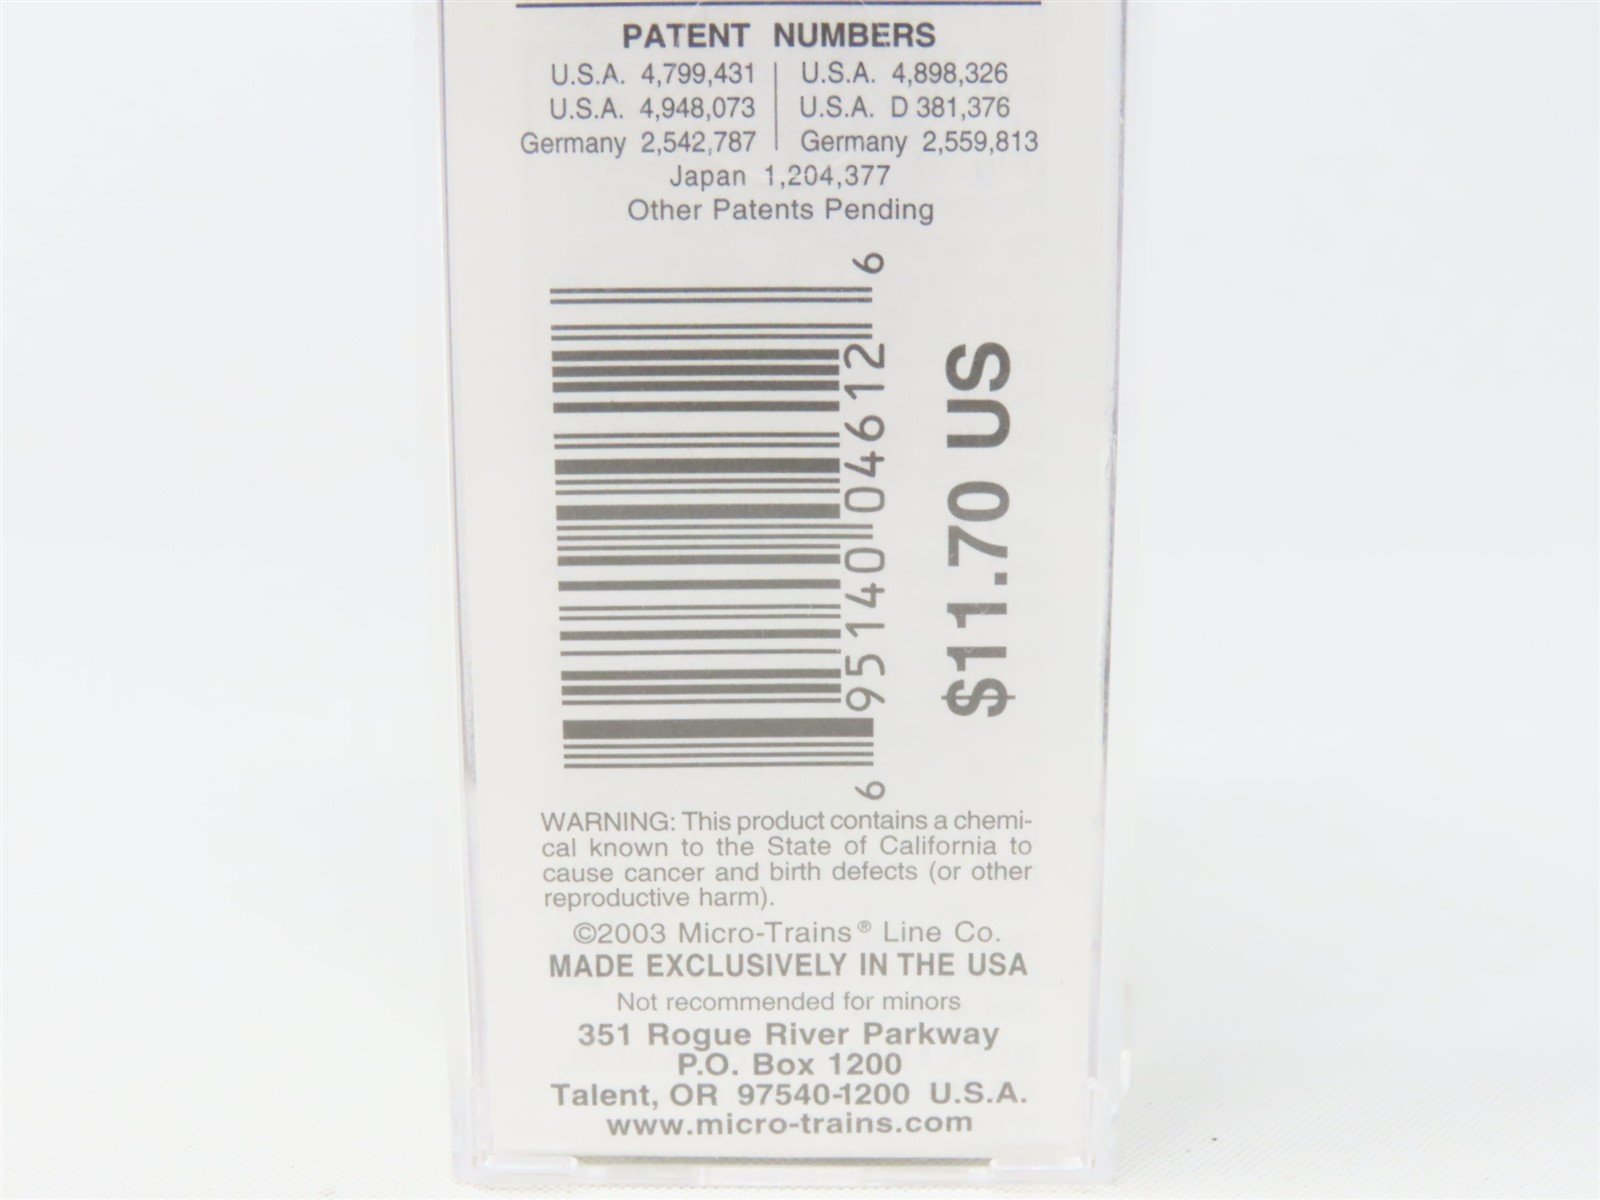 PATENT NUMBERS
U.S.A. 4,799,431 | U.S.A. 4,898,326
U.S.A. 4,948,073 | U.S.A. D 381,376
Germany 2,542,787 | Germany 2,559,813
Japan 1,204,377
Other Patents Pending
6 95140 04612 6
$11.70 US
WARNING: This product contains a chemi-
cal known to the State of California to
cause cancer and birth defects (or other
reproductive harm).
©2003 Micro-Trains® Line Co.
MADE EXCLUSIVELY IN THE USA
Not recommended for minors
351 Rogue River Parkway
P.O. Box 1200
Talent, OR 97540-1200 U.S.A.
www.micro-trains.com